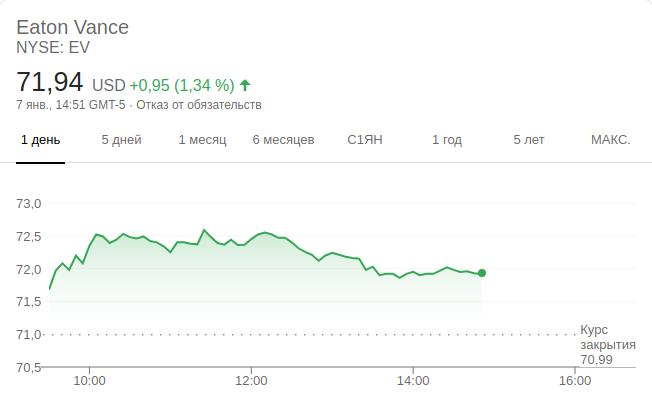 Eaton Vance
NYSE: EV
71,94 USD +0,95 (1,34 %)
7 янв., 14:51 GMT-5 · Отказ от обязательств
1 день 5 дней 1 месяц 6 месяцев С1ЯН 1 год 5 лет МАКС.
73,0
72,5
72,0
71,5
71,0
70,5
Курс
закрытия
70,99
10:00 12:00 14:00 16:00